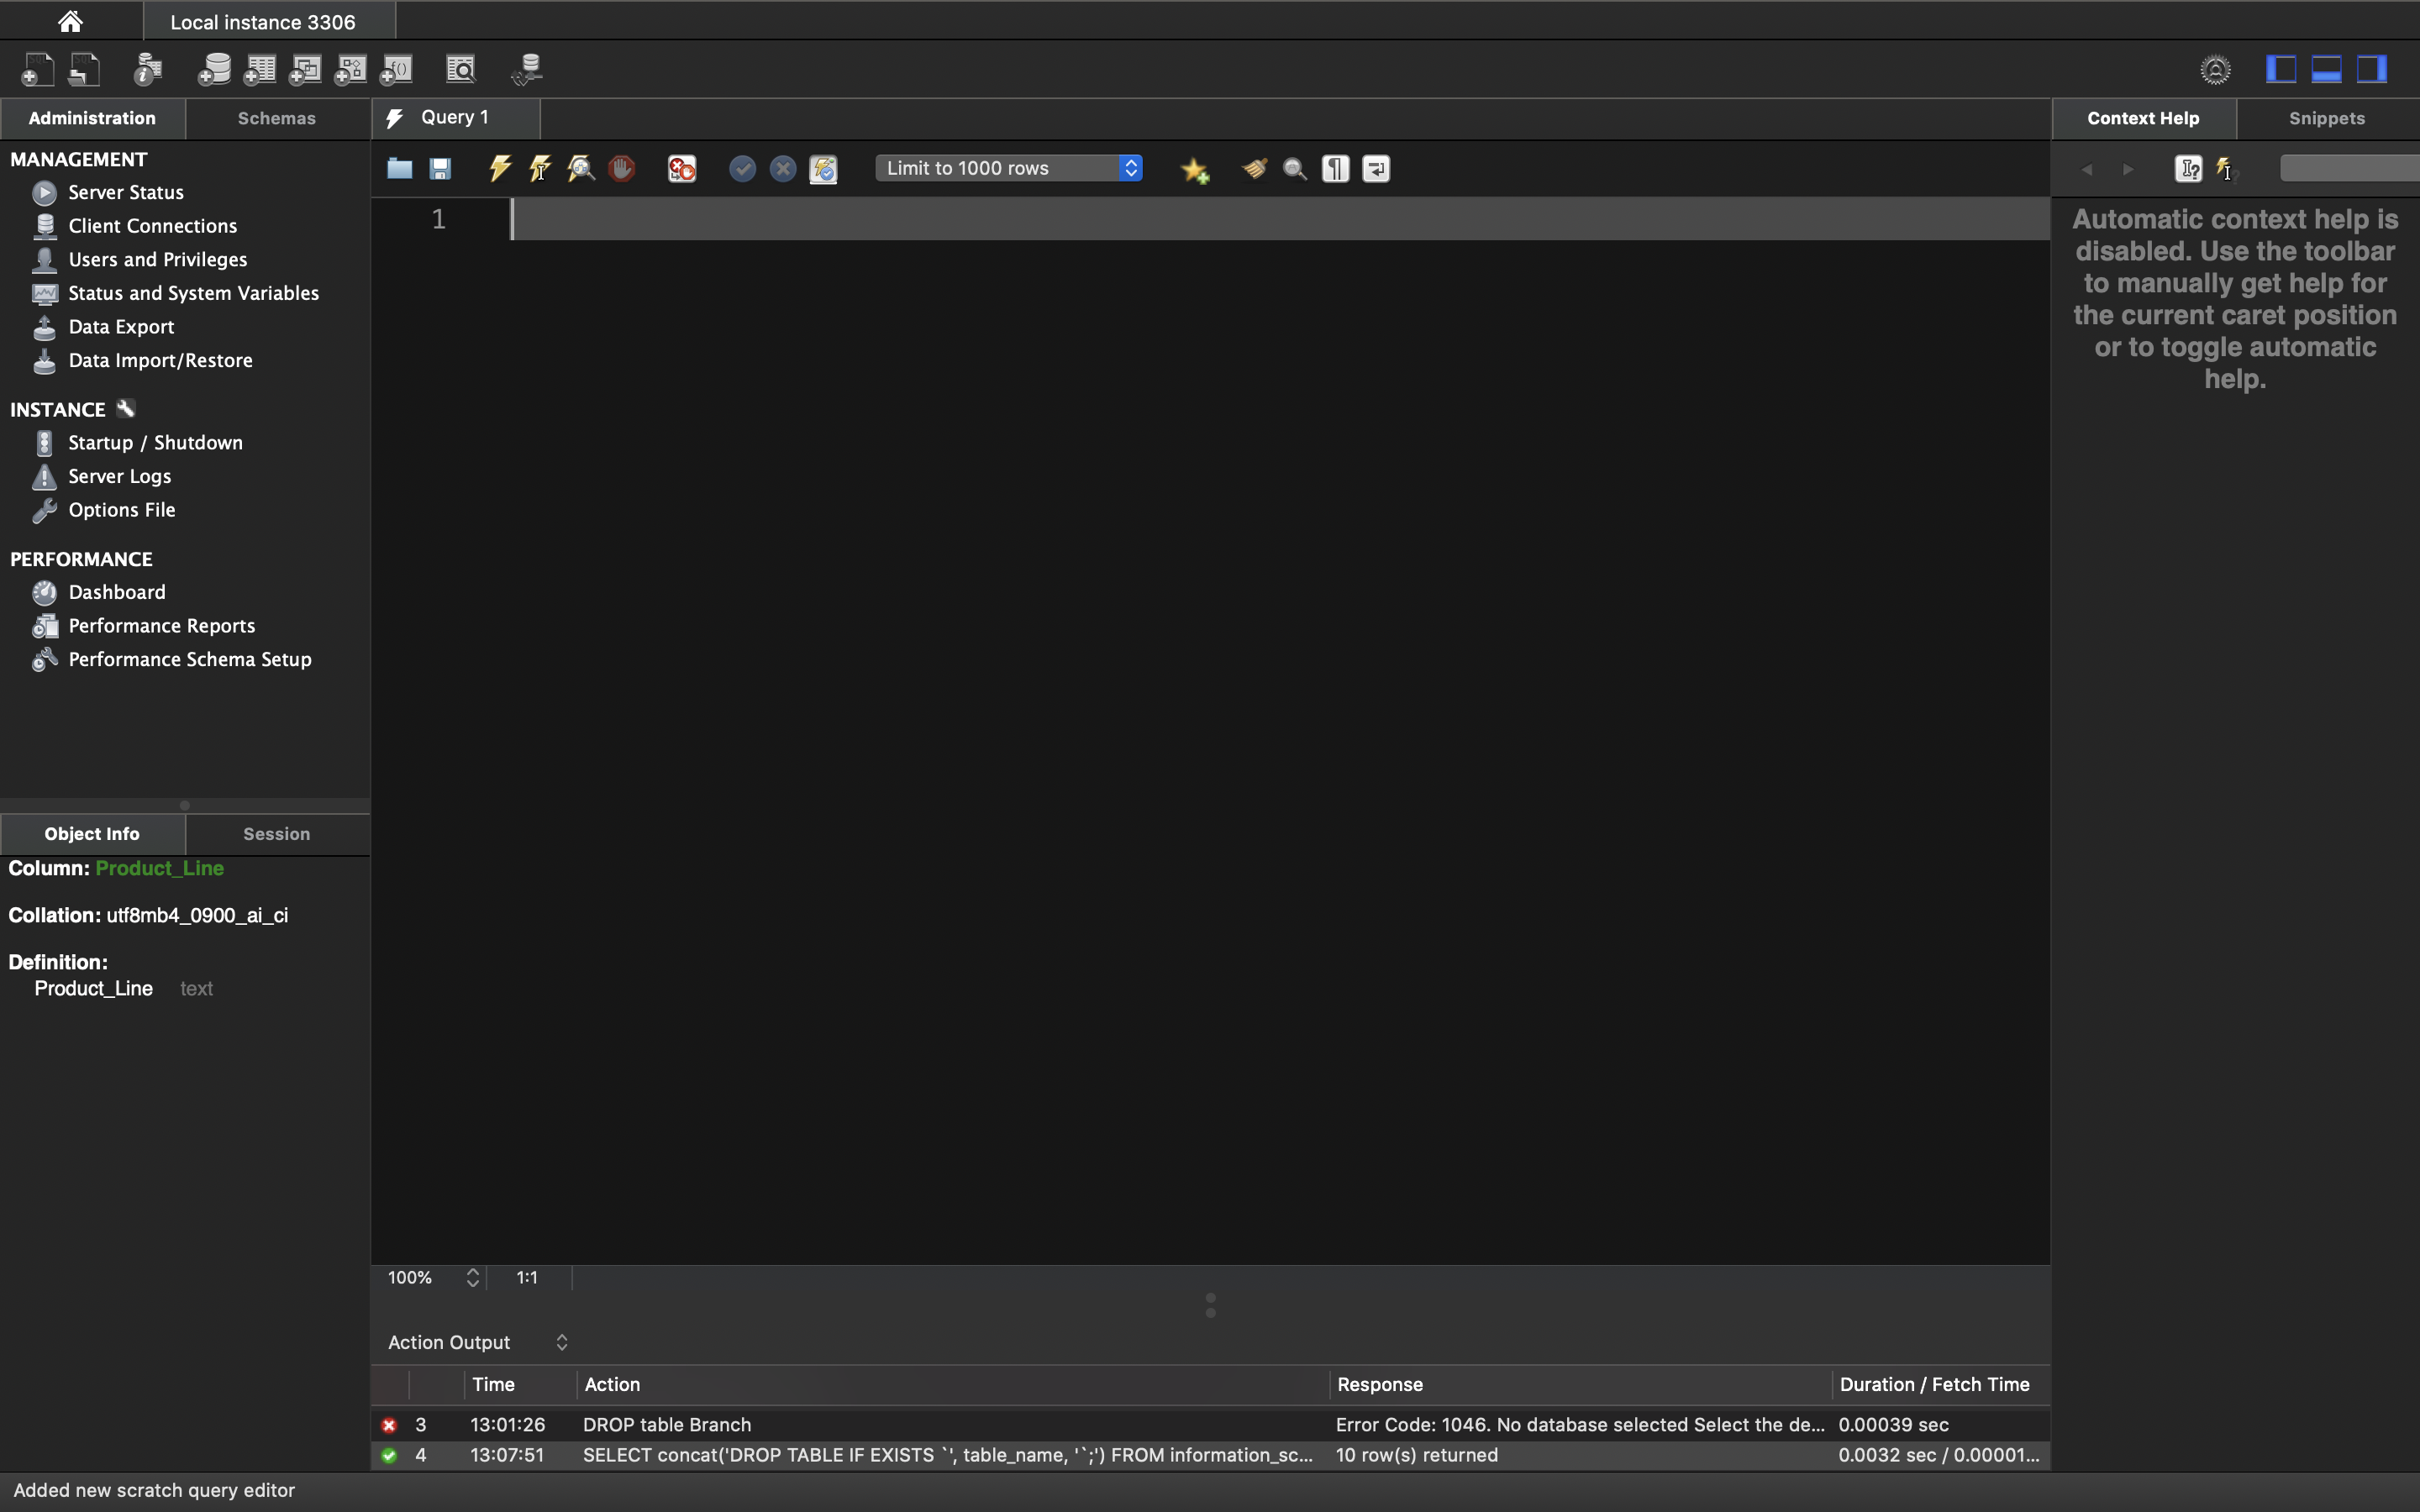 Local instance 3306
Administration
Schemas
Query 1
Context Help
Snippets
MANAGEMENT
Server Status
Client Connections
Users and Privileges
Status and System Variables
Data Export
Data Import/Restore
INSTANCE
Startup / Shutdown
Server Logs
Options File
PERFORMANCE
Dashboard
Performance Reports
Performance Schema Setup
Limit to 1000 rows
1
Automatic context help is
disabled. Use the toolbar
to manually get help for
the current caret position
or to toggle automatic
help.
Object Info
Session
Column: Product_Line
Collation: utf8mb4_0900_ai_ci
Definition:
Product_Line text
100% 1:1
Action Output
Time Action Response Duration / Fetch Time
3 13:01:26 DROP table Branch Error Code: 1046. No database selected Select the de... 0.00039 sec
4 13:07:51 SELECT concat('DROP TABLE IF EXISTS `', table_name, '`;') FROM information_sc... 10 row(s) returned 0.0032 sec / 0.00001...
Added new scratch query editor